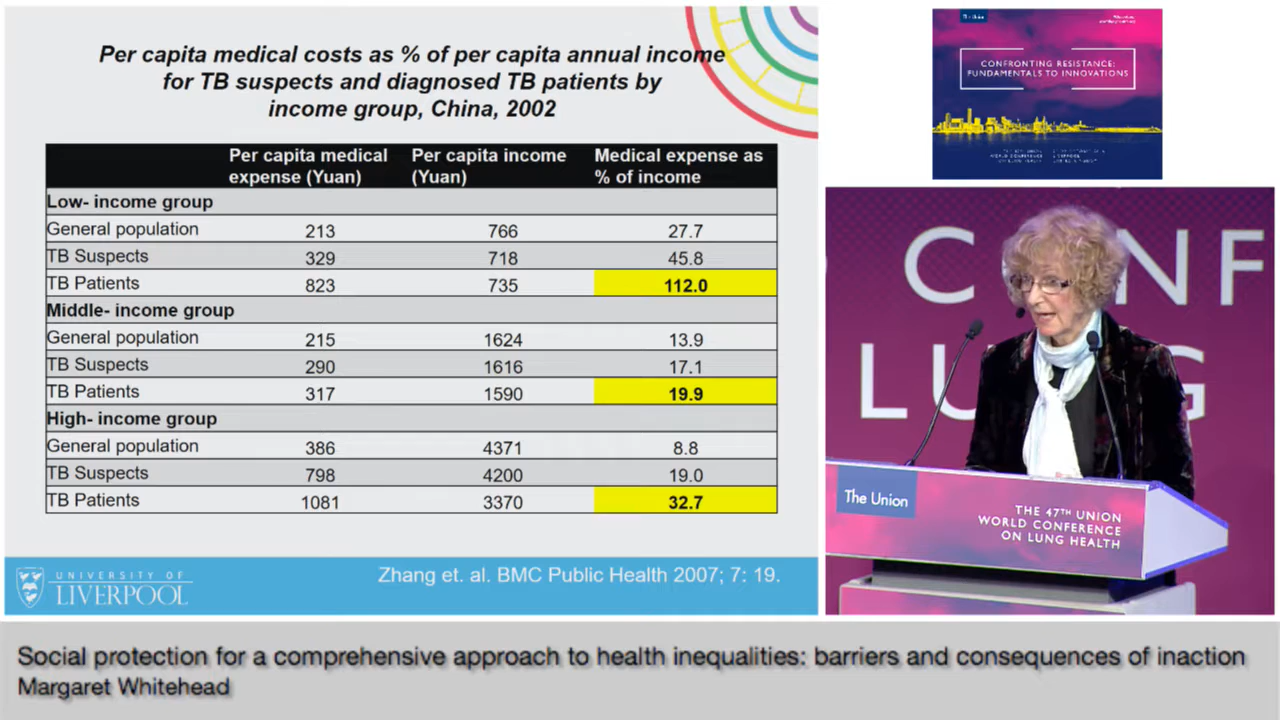 Per capita medical costs as % of per capita annual income
for TB suspects and diagnosed TB patients by
income group, China, 2002
Per capita medical expense (Yuan) Per capita income (Yuan) Medical expense as % of income
Low- income group
General population 213 766 27.7
TB Suspects 329 718 45.8
TB Patients 823 735 112.0
Middle- income group
General population 215 1624 13.9
TB Suspects 290 1616 17.1
TB Patients 317 1590 19.9
High- income group
General population 386 4371 8.8
TB Suspects 798 4200 19.0
TB Patients 1081 3370 32.7
UNIVERSITY OF
LIVERPOOL
Zhang et. al. BMC Public Health 2007; 7: 19.
The Union
CONFRONTING RESISTANCE:
FUNDAMENTALS TO INNOVATIONS
C NF
LU G
The Union
THE 47TH UNION
WORLD CONFERENCE
ON LUNG HEALTH
Social protection for a comprehensive approach to health inequalities: barriers and consequences of inaction
Margaret Whitehead